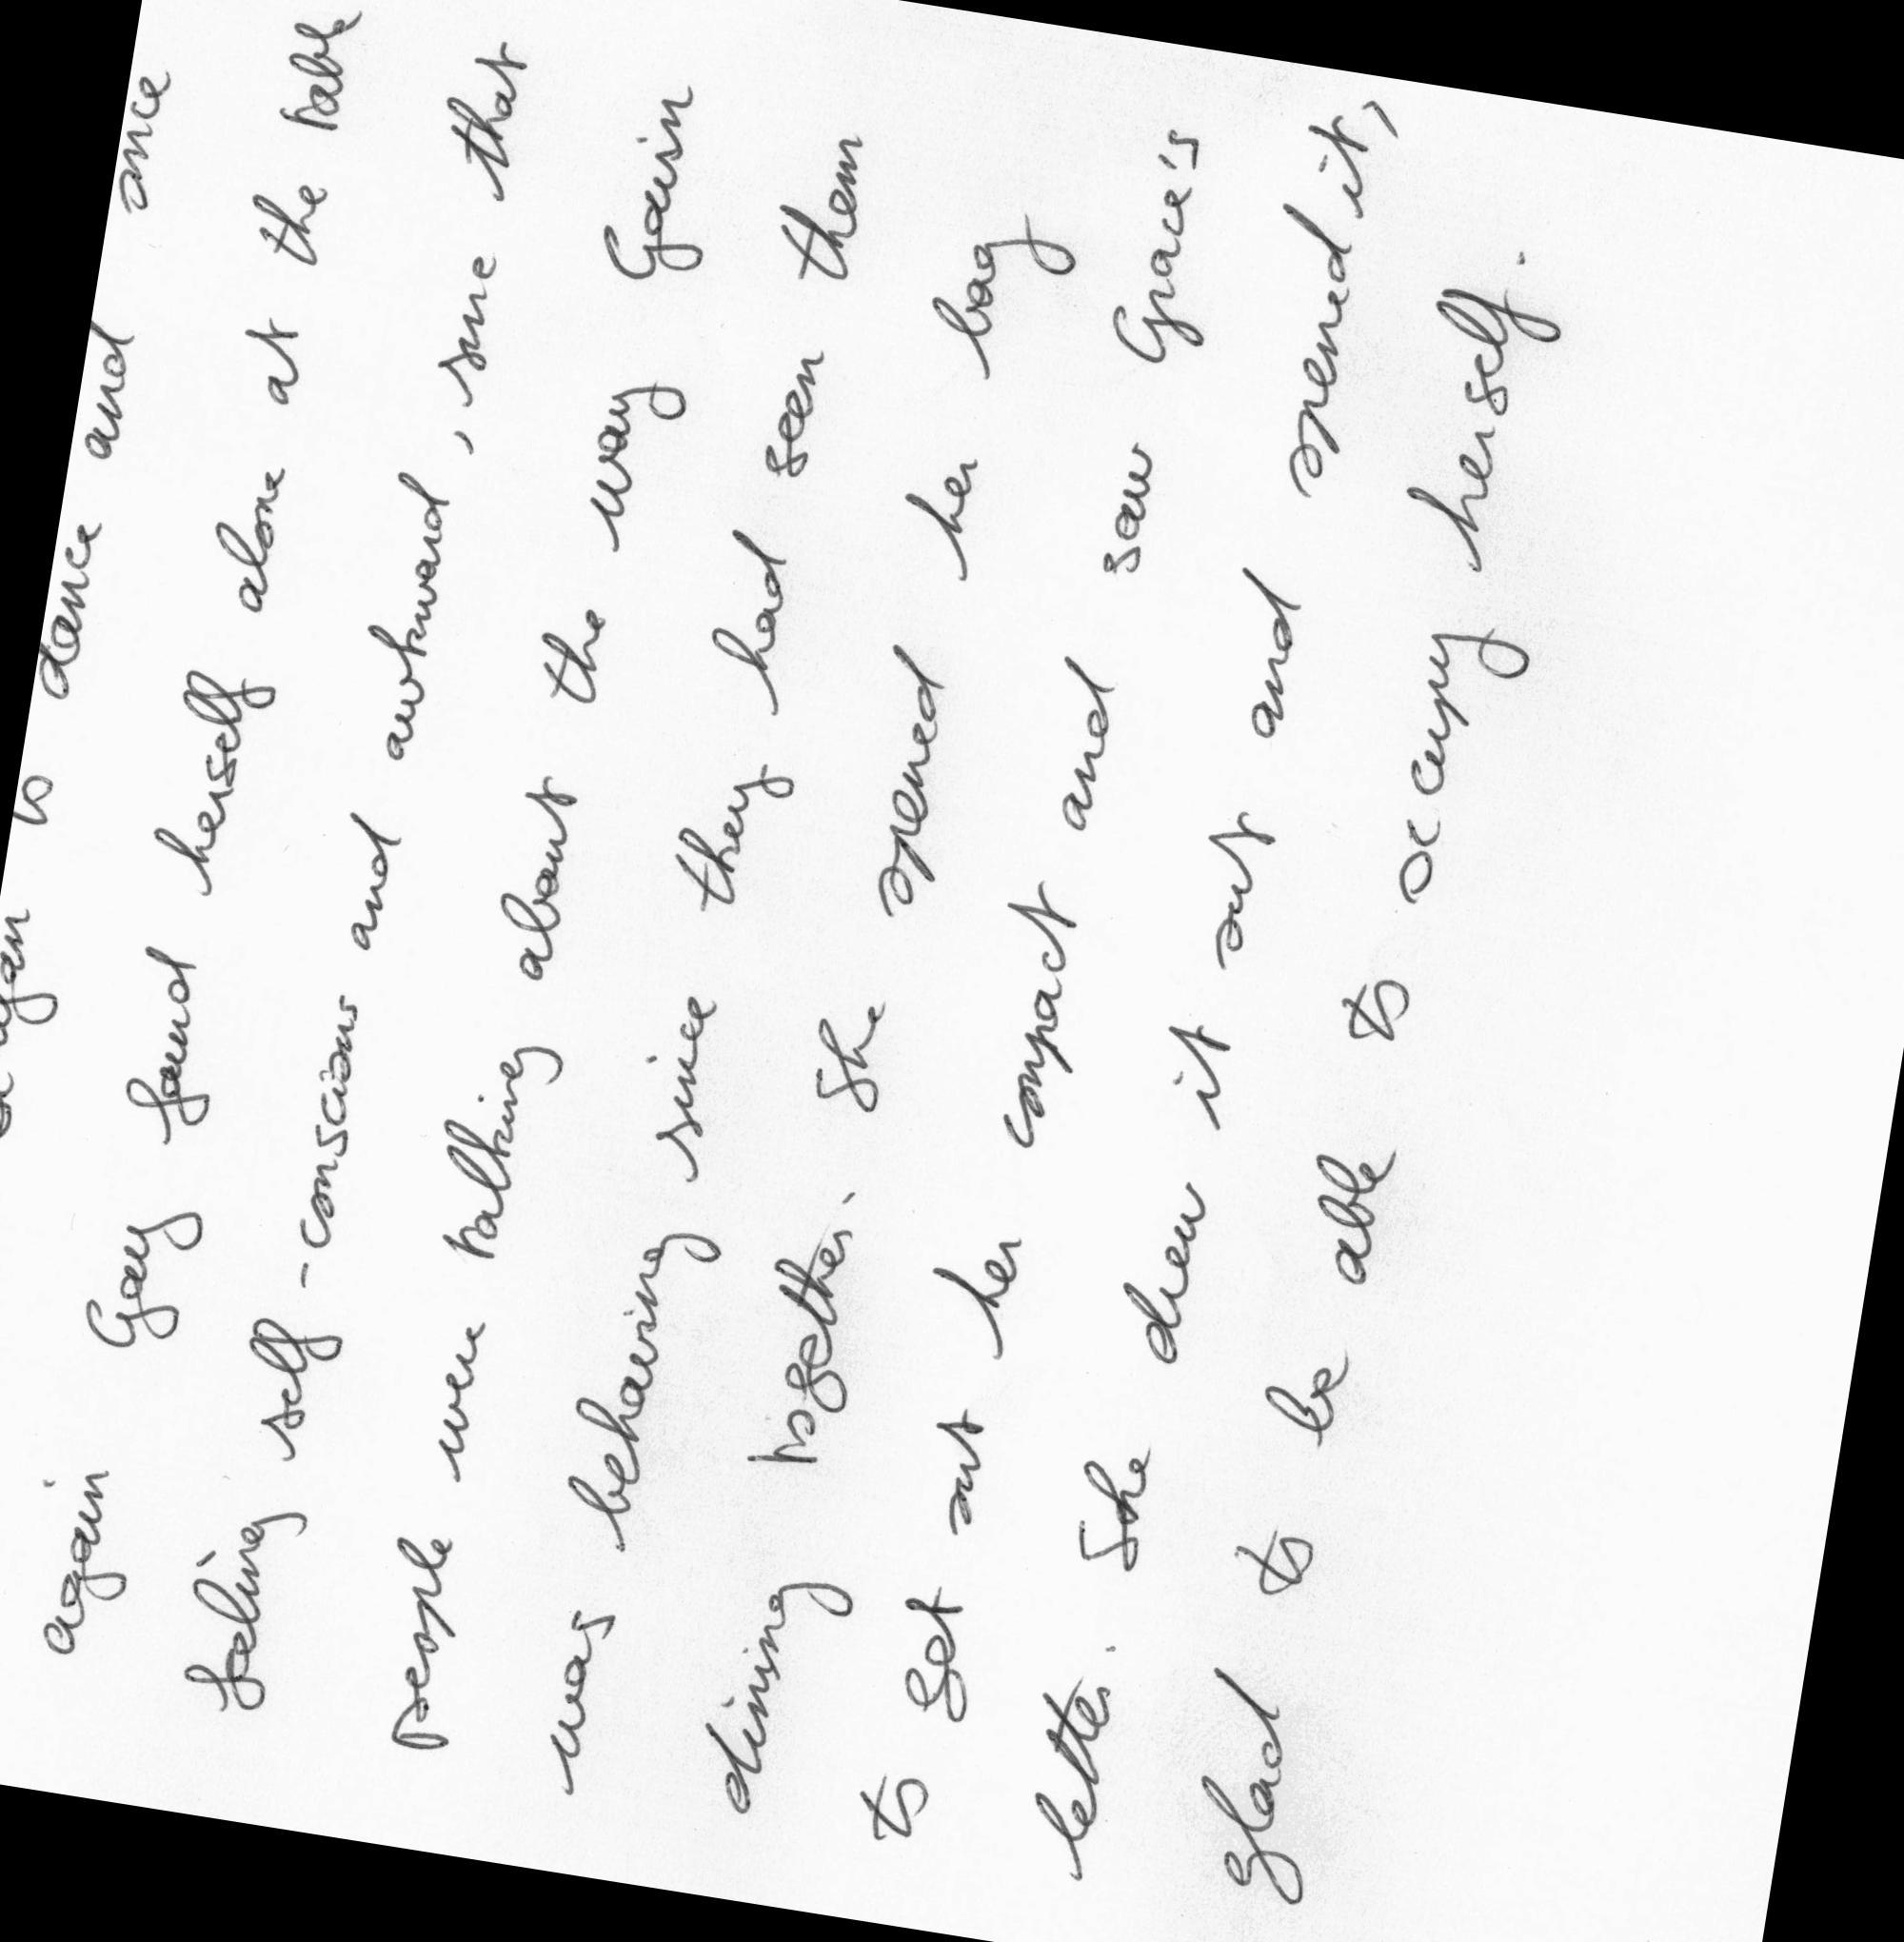 to dance and once
again Gay found herself alone at the table
feeling self-conscious and awkward, sure that
people were talking about the way Gavin
was behaving since they had seen them
dining together. She opened her bag
to get out her compact and saw Grace's
letter. She drew it out and opened it,
glad to be able to occupy herself.